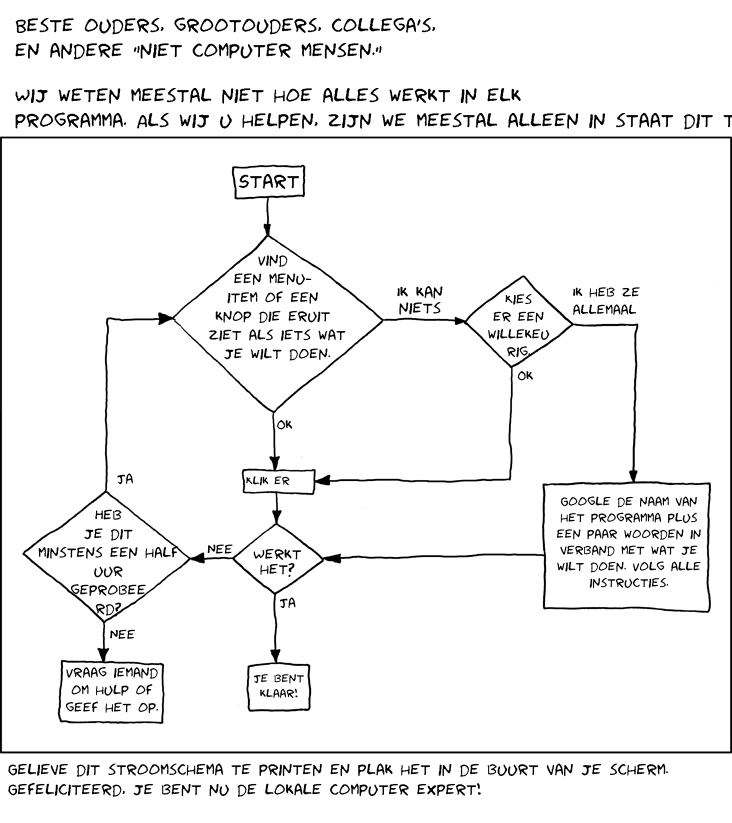 BESTE OUDERS, GROOTOUDERS, COLLEGA'S,
EN ANDERE "NIET COMPUTER MENSEN."
WIJ WETEN MEESTAL NIET HOE ALLES WERKT IN ELK
PROGRAMMA. ALS WIJ U HELPEN, ZIJN WE MEESTAL ALLEEN IN STAAT DIT T
START
VIND
EEN MENU-
ITEM OF EEN
KNOP DIE ERUIT
ZIET ALS IETS WAT
JE WILT DOEN.
IK KAN
NIETS
KIES
ER EEN
WILLEKEU
RIG.
IK HEB ZE
ALLEMAAL
OK
OK
KLIK ER
GOOGLE DE NAAM VAN
HET PROGRAMMA PLUS
EEN PAAR WOORDEN IN
VERBAND MET WAT JE
WILT DOEN. VOLG ALLE
INSTRUCTIES.
WERKT
HET?
NEE
JA
HEB
JE DIT
MINSTENS EEN HALF
UUR
GEPROBEE
RD?
JA
NEE
VRAAG IEMAND
OM HULP OF
GEEF HET OP.
JE BENT
KLAAR!
GELIEVE DIT STROOMSCHEMA TE PRINTEN EN PLAK HET IN DE BUURT VAN JE SCHERM.
GEFELICITEERD, JE BENT NU DE LOKALE COMPUTER EXPERT!